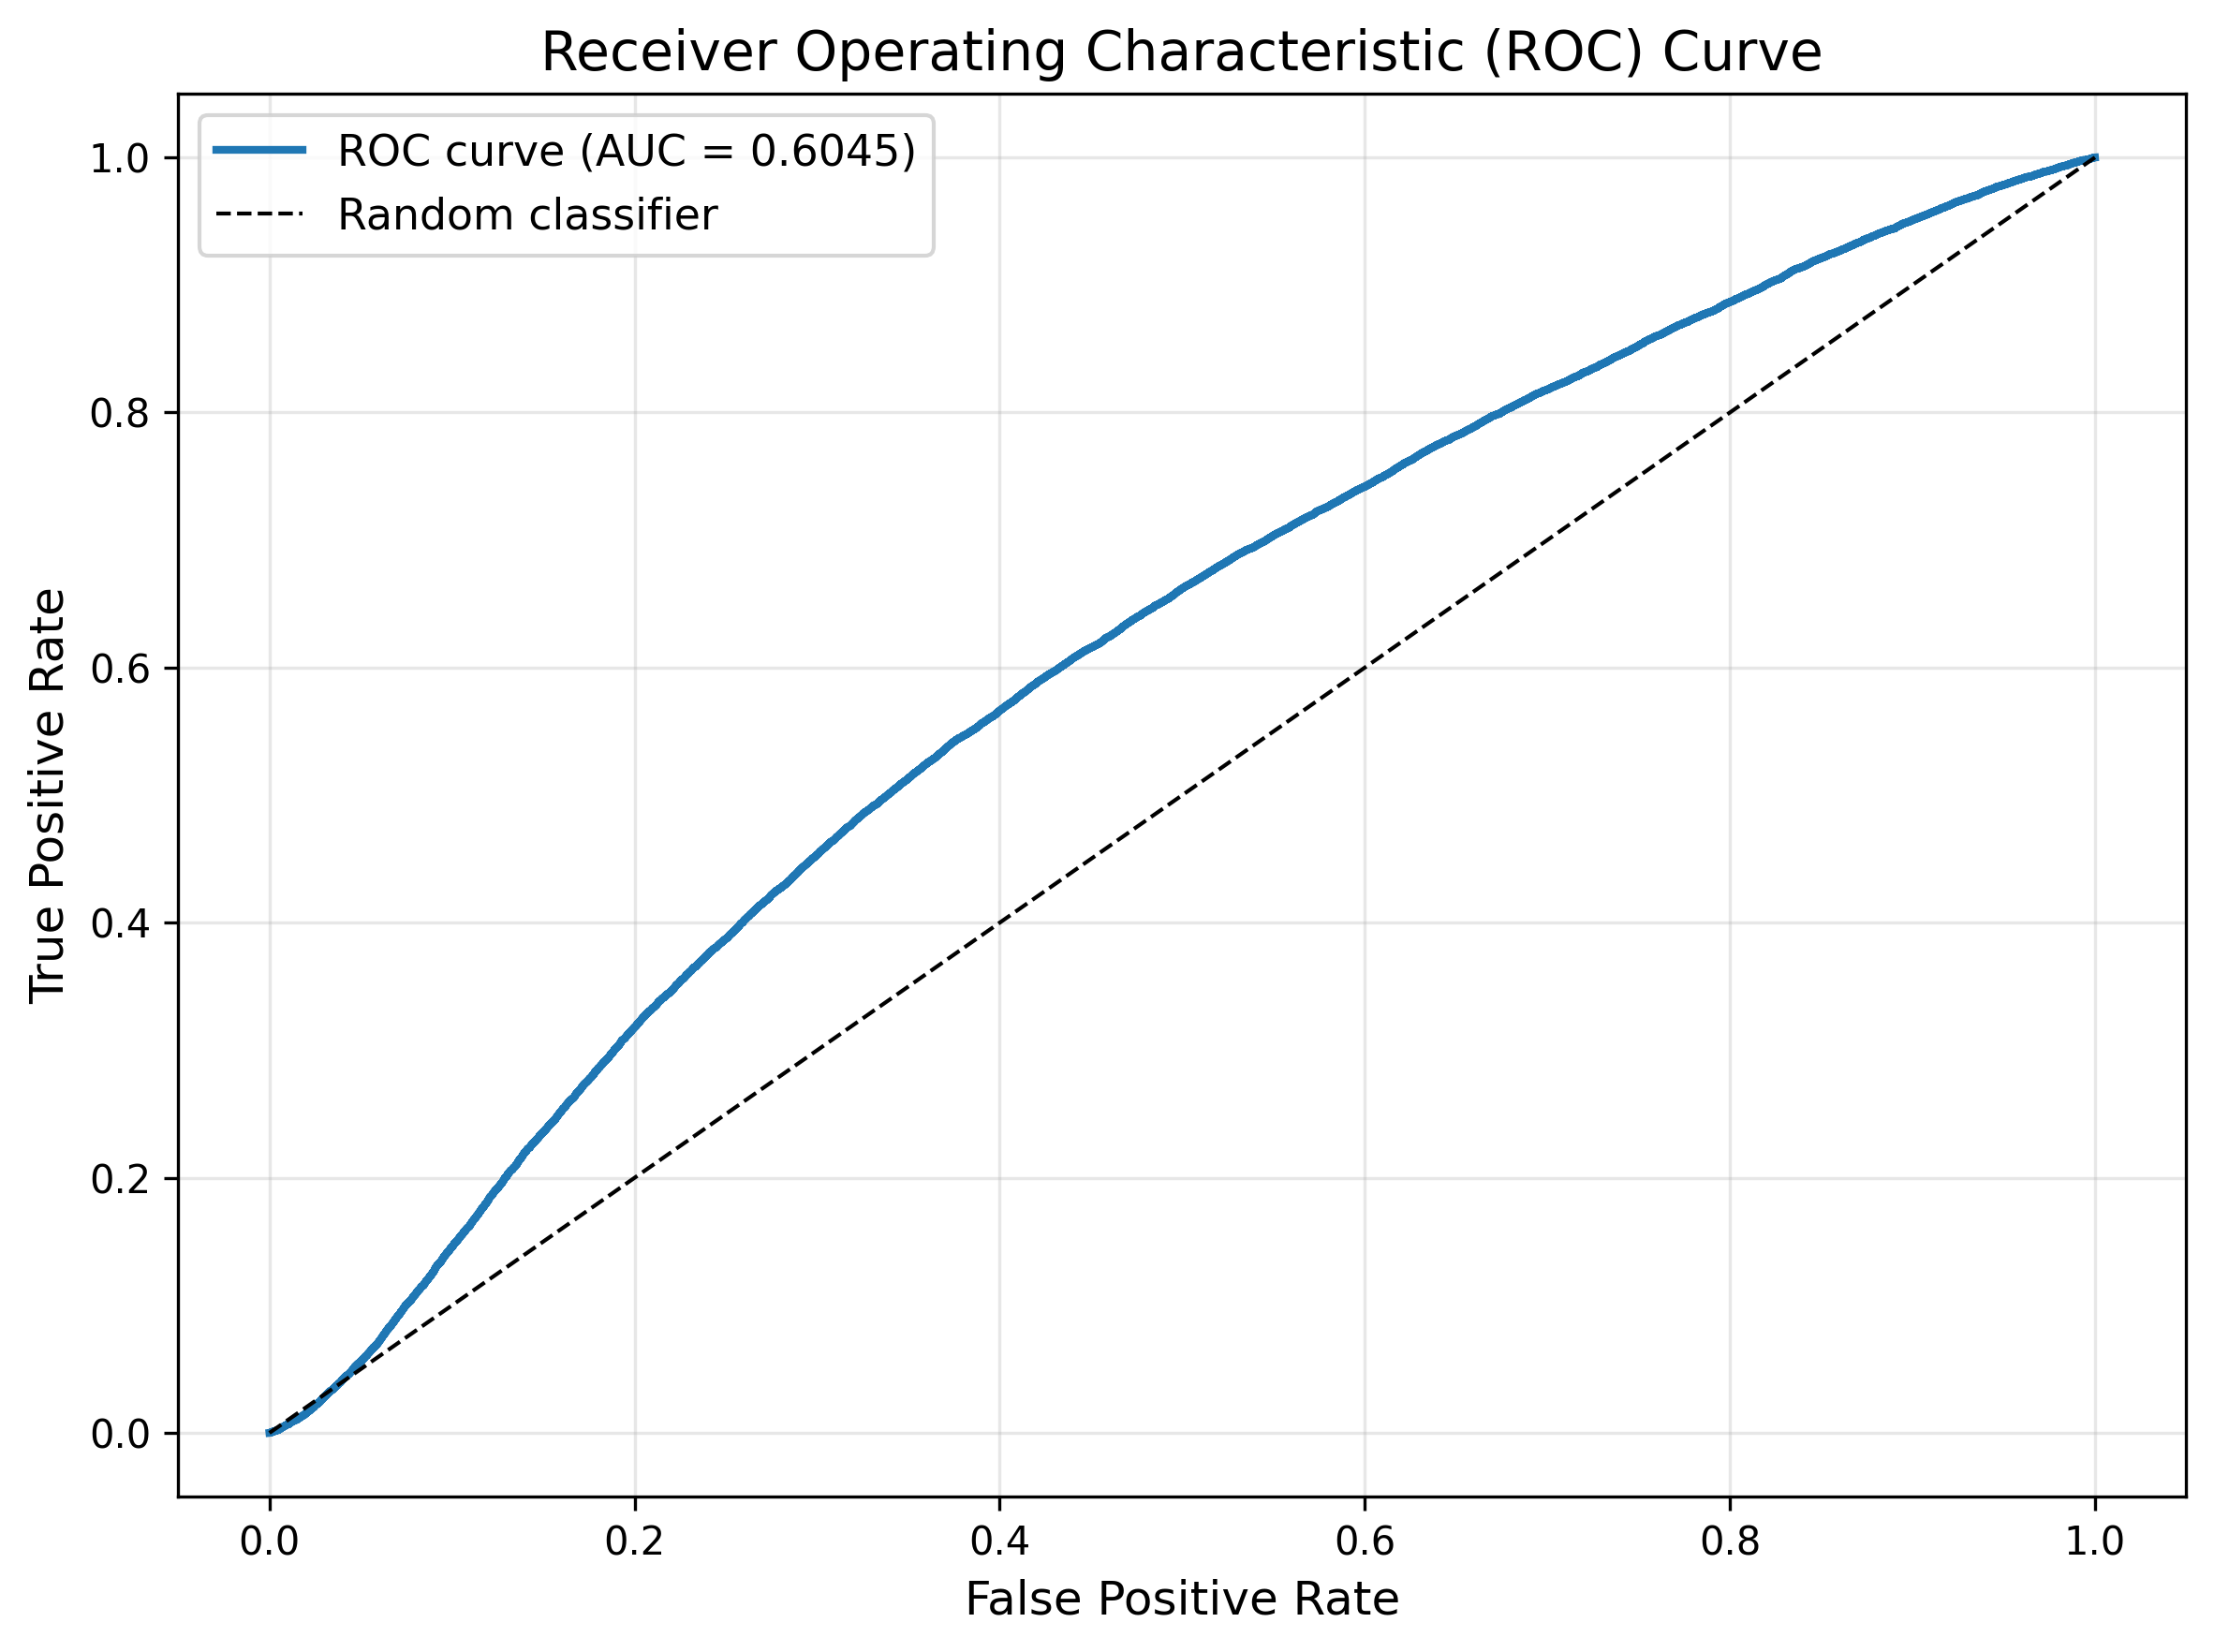 Receiver Operating Characteristic (ROC) Curve
ROC curve (AUC = 0.6045)
Random classifier
1.0
0.8
0.6
0.4
0.2
0.0
True Positive Rate
0.0 0.2 0.4 0.6 0.8 1.0
False Positive Rate